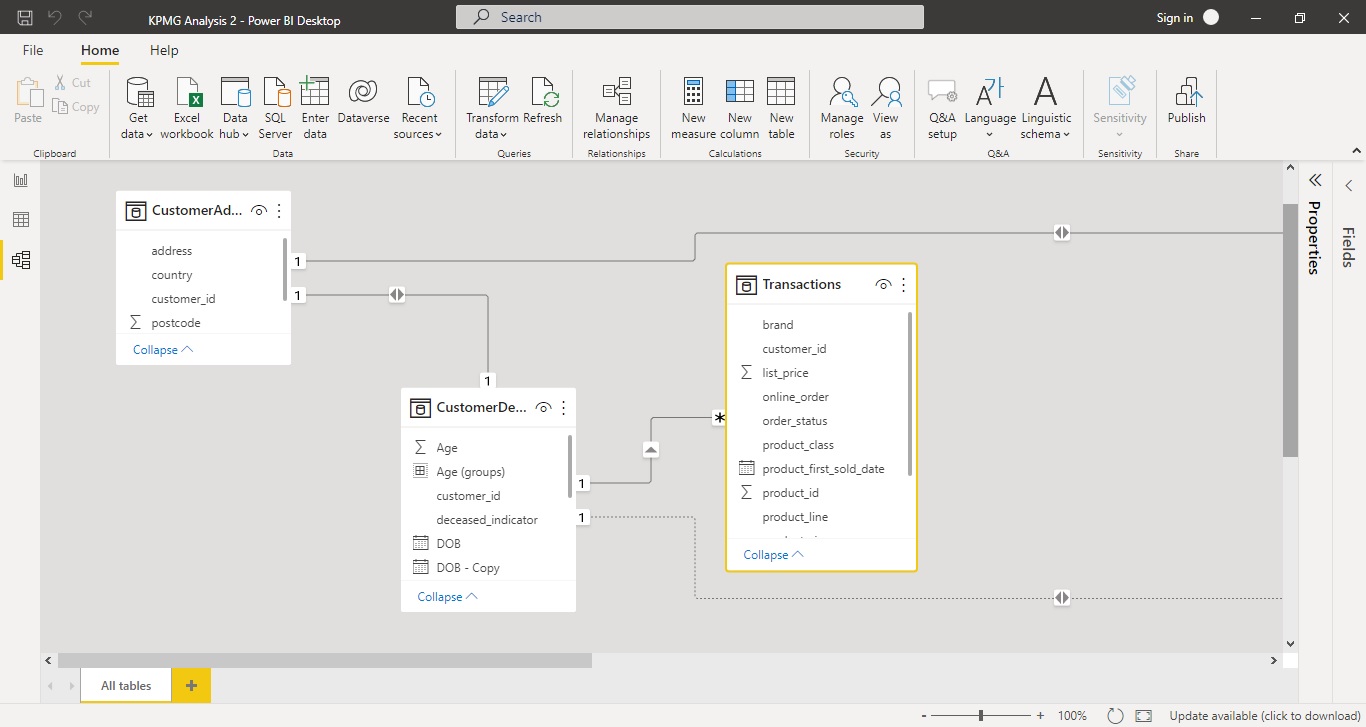 KPMG Analysis 2 - Power BI Desktop
Search
Sign in
File
Home
Help
Paste
Cut
Copy
Get data
Excel workbook
Data hub
SQL Server
Enter data
Dataverse
Recent sources
Transform data
Refresh
Manage relationships
New measure
New column
New table
Manage roles
View as
Q&A setup
Language
Linguistic schema
Sensitivity
Publish
Clipboard
Data
Queries
Relationships
Calculations
Security
Q&A
Sensitivity
Share
CustomerAd...
address
country
customer_id
Σ postcode
Collapse
1
1
1
CustomerDe...
Σ Age
Age (groups)
customer_id
deceased_indicator
DOB
DOB - Copy
Collapse
1
1
*
Transactions
brand
customer_id
Σ list_price
online_order
order_status
product_class
product_first_sold_date
Σ product_id
product_line
Collapse
Properties
Fields
All tables
+
- + 100%
Update available (click to download)